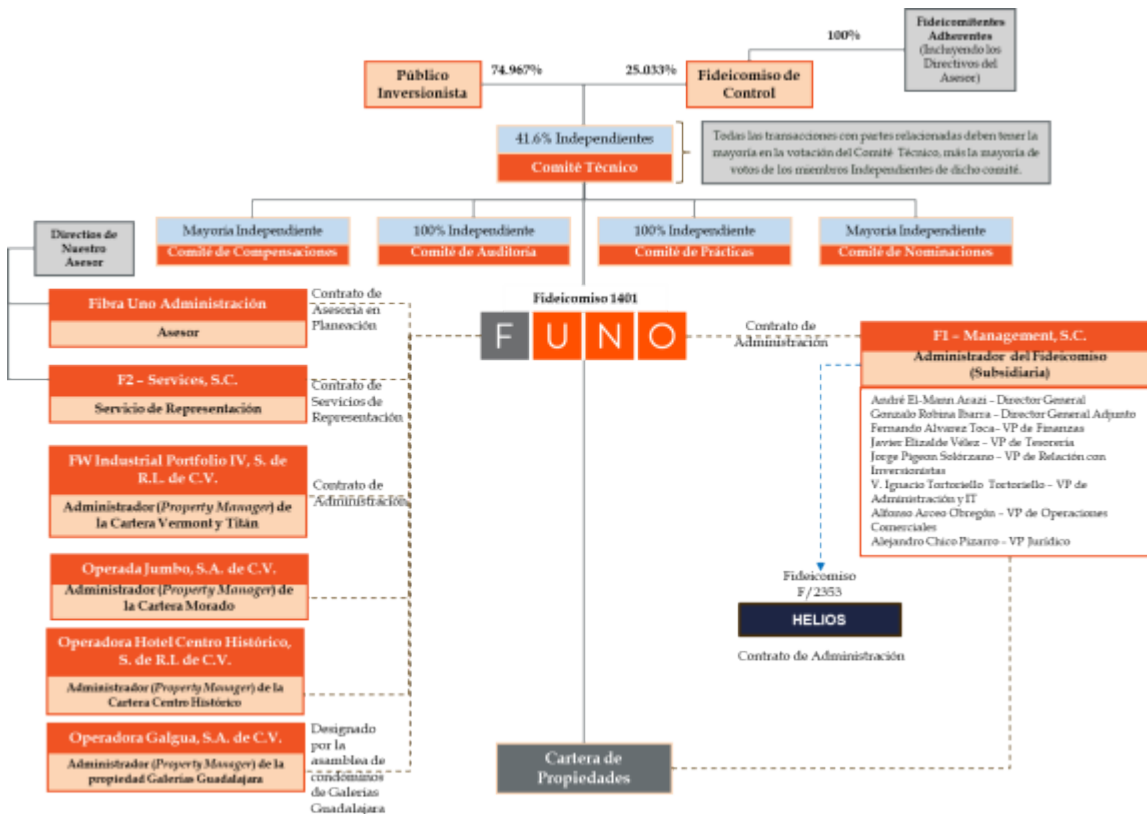 Fideicomitentes
Adherentes
(Incluyendo los
Directivos del
Asesor)
100%
Público
Inversionista
74.967%
25.033%
Fideicomiso de
Control
41.6% Independientes
Comité Técnico
Todas las transacciones con partes relacionadas deben tener la
mayoría en la votación del Comité Técnico, más la mayoría de
votos de los miembros Independientes de dicho comité.
Mayoría Independiente
Comité de Compensaciones
100% Independiente
Comité de Auditoría
100% Independiente
Comité de Prácticas
Mayoría Independiente
Comité de Nominaciones
Directios de
Nuestro
Asesor
Fibra Uno Administración
Asesor
Contrato de
Asesoría en
Planeación
F2 – Services, S.C.
Servicio de Representación
Contrato de
Servicios de
Representación
FW Industrial Portfolio IV, S. de
R.L. de C.V.
Administrador (Property Manager) de
la Cartera Vermont y Titán
Contrato de
Administración
Operada Jumbo, S.A. de C.V.
Administrador (Property Manager) de
la Cartera Morado
Operadora Hotel Centro Histórico,
S. de R.L de C.V.
Administrador (Property Manager) de la
Cartera Centro Histórico
Operadora Galgua, S.A. de C.V.
Administrador (Property Manager) de la
propiedad Galerías Guadalajara
Designado
por la
asamblea de
condóminos
de Galerías
Guadalajara
Fideicomiso 1401
FUNO
Contrato de
Administración
F1 – Management, S.C.
Administrador del Fideicomiso
(Subsidiaria)
André El-Mann Arazi – Director General
Gonzalo Robina Ibarra – Director General Adjunto
Fernando Alvarez Toca– VP de Finanzas
Javier Elizalde Vélez – VP de Tesorería
Jorge Pigeon Solórzano – VP de Relación con
Inversionistas
V. Ignacio Tortoriello Tortoriello – VP de
Administración y IT
Alfonso Arceo Obregón – VP de Operaciones
Comerciales
Alejandro Chico Pizarro – VP Jurídico
Fideicomiso
F/2353
HELIOS
Contrato de Administración
Cartera de
Propiedades